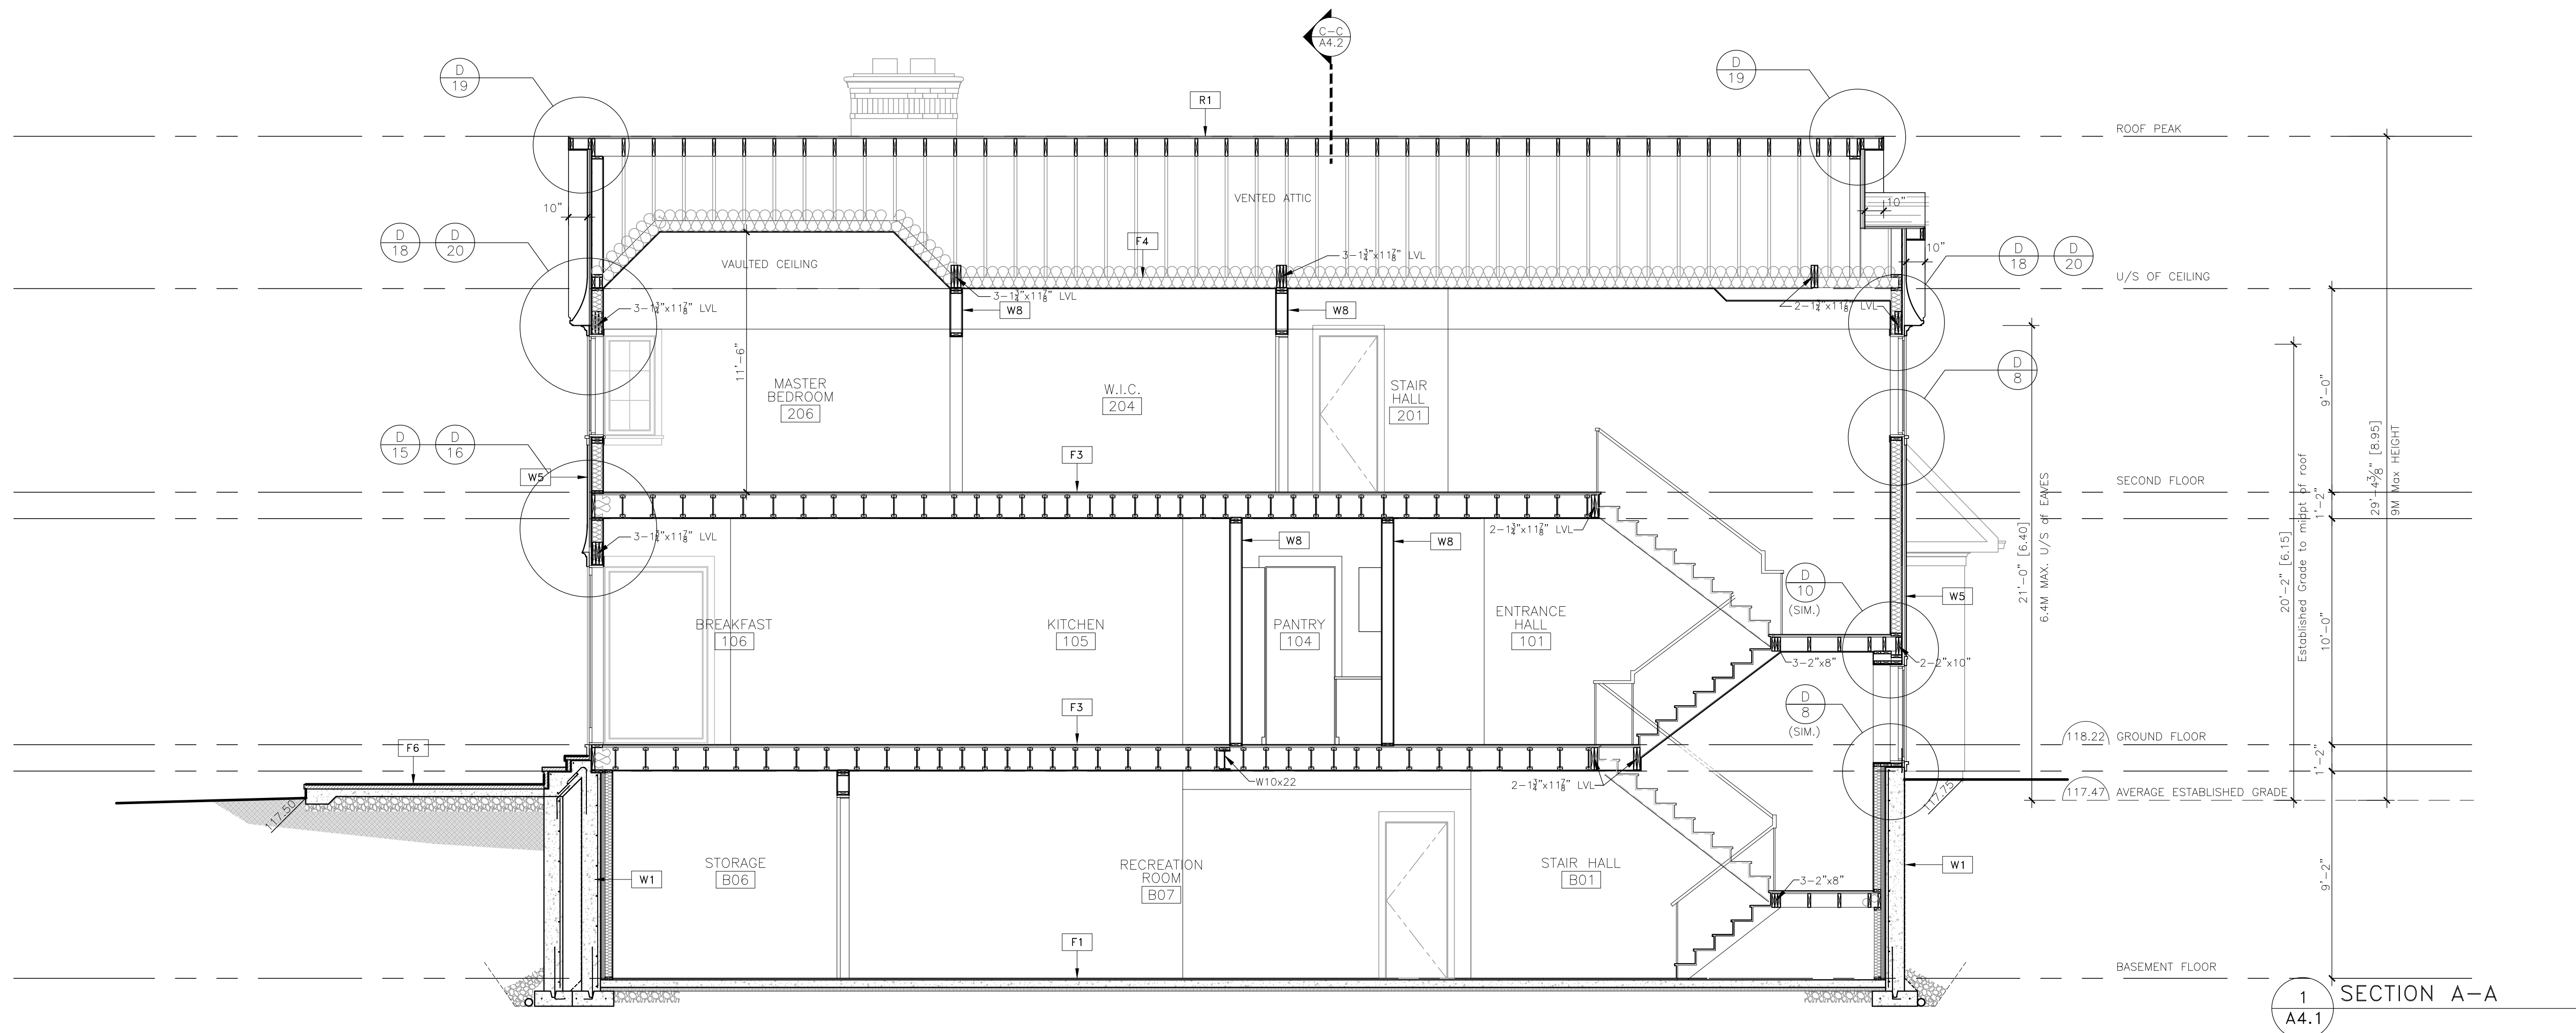 C-C
A4.2
D
19
D
19
R1
ROOF PEAK
10"
VENTED ATTIC
10"
D
18
D
20
F4
3-1¾"x11⅞" LVL
VAULTED CEILING
10"
D
18
D
20
U/S OF CEILING
3-1¾"x11⅞" LVL
3-1¾"x11⅞" LVL
W8
W8
2-1¾"x11⅞" LVL
11'-6"
MASTER
BEDROOM
206
W.I.C.
204
STAIR
HALL
201
D
8
9'-0"
D
15
D
16
W5
F3
SECOND FLOOR
1'-2"
29'-4⅜" [8.95]
9M Max HEIGHT
3-1¾"x11⅞" LVL
W8
W8
2-1¾"x11⅞" LVL
21'-0" [6.40]
6.4M MAX. U/S of EAVES
20'-2" [6.15]
Established Grade to midpt of roof
D
10
(SIM.)
W5
BREAKFAST
106
KITCHEN
105
PANTRY
104
ENTRANCE
HALL
101
10'-0"
3-2"x8"
2-2"x10"
F3
D
8
(SIM.)
F6
118.22
GROUND FLOOR
1'-2"
W10x22
2-1¾"x11⅞" LVL
117.50
117.75
117.47
AVERAGE ESTABLISHED GRADE
STORAGE
B06
RECREATION
ROOM
B07
STAIR HALL
B01
W1
3-2"x8"
W1
9'-2"
F1
BASEMENT FLOOR
1
A4.1
SECTION A-A